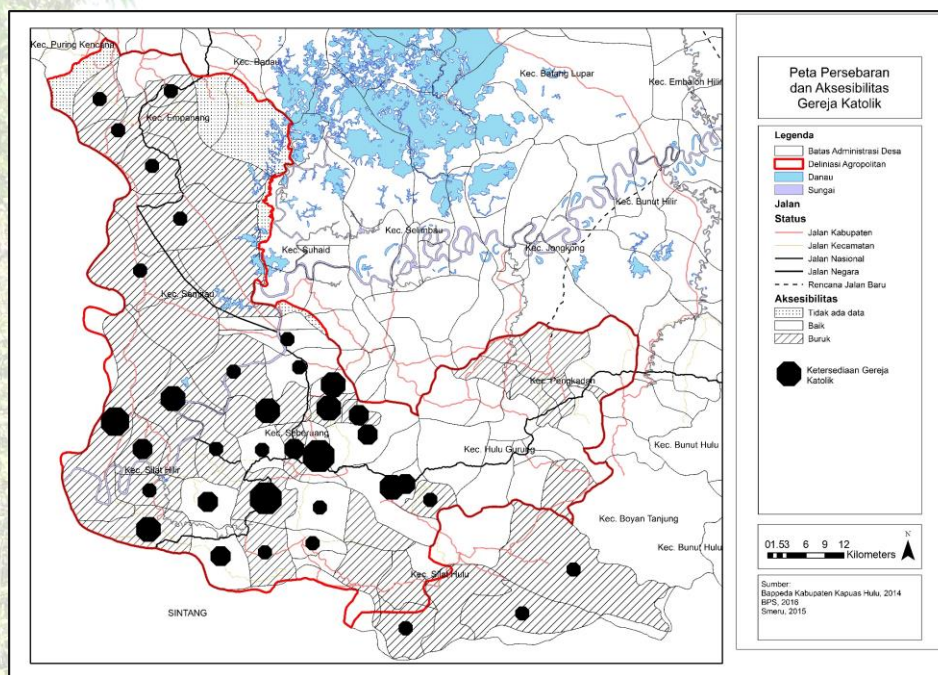 Kec. Puring Kencana
Kec. Badau
Kec. Batang Lupar
Kec. Embaloh Hilir
Kec. Empanang
Kec. Bunut Hilir
Kec. Selimbau
Kec. Suhaid
Kec. Jongkong
Kec. Semitau
Kec. Pengkadan
Kec. Seberuang
Kec. Hulu Gurung
Kec. Bunut Hulu
Kec. Silat Hilir
Kec. Boyan Tanjung
Kec. Bunut Hulu
Kec. Silat Hulu
SINTANG
Peta Persebaran
dan Aksesibilitas
Gereja Katolik
Legenda
Batas Administrasi Desa
Deliniasi Agropolitan
Danau
Sungai
Jalan
Status
Jalan Kabupaten
Jalan Kecamatan
Jalan Nasional
Jalan Negara
Rencana Jalan Baru
Aksesibilitas
Tidak ada data
Baik
Buruk
Ketersediaan Gereja
Katolik
01.53 6 9 12
Kilometers
N
Sumber:
Bappeda Kabupaten Kapuas Hulu, 2014
BPS, 2016
Smeru, 2015